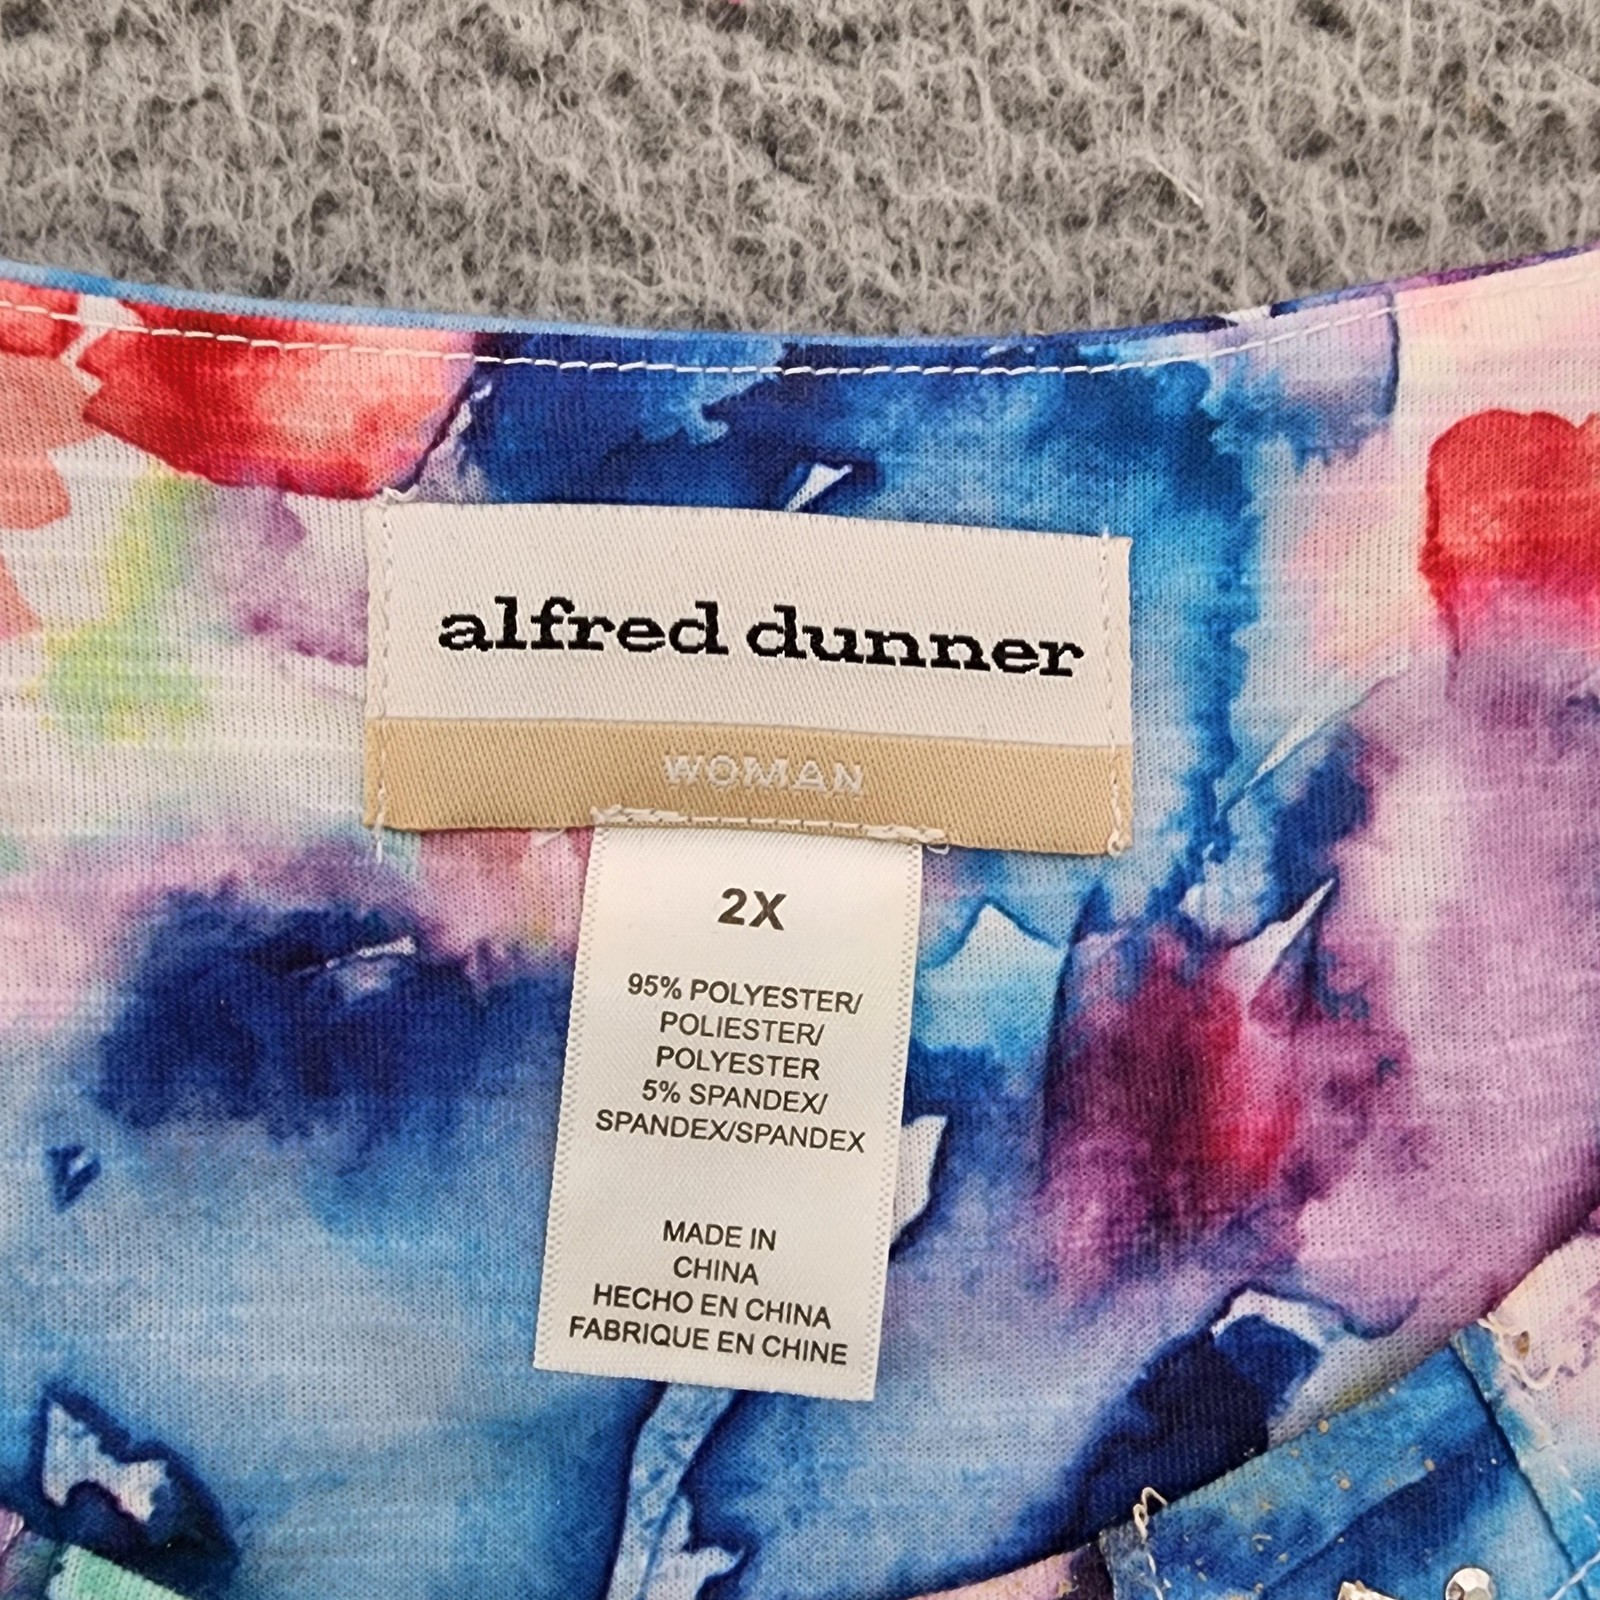 alfred dunner
WOMAN
2X
95% POLYESTER/
POLIESTER/
POLYESTER
5% SPANDEX/
SPANDEX/SPANDEX
MADE IN
CHINA
HECHO EN CHINA
FABRIQUE EN CHINE